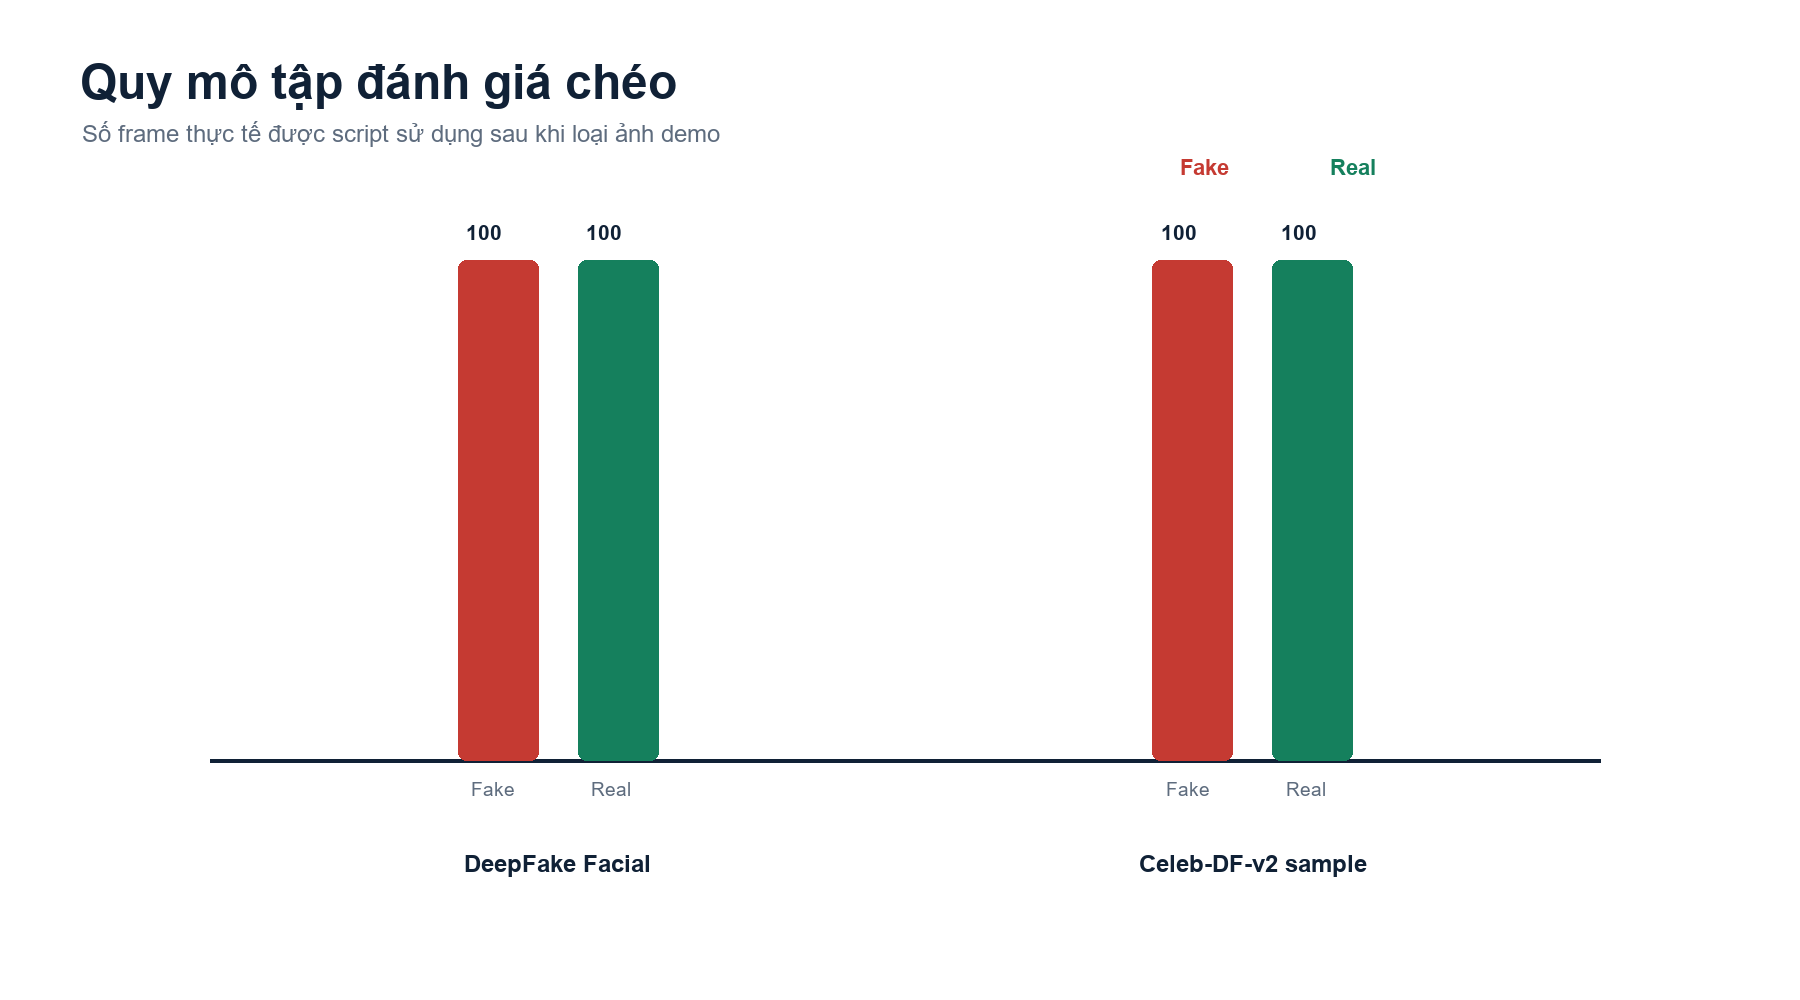 Quy mô tập đánh giá chéo
Số frame thực tế được script sử dụng sau khi loại ảnh demo
Fake Real
100 100 100 100
Fake Real Fake Real
DeepFake Facial Celeb-DF-v2 sample